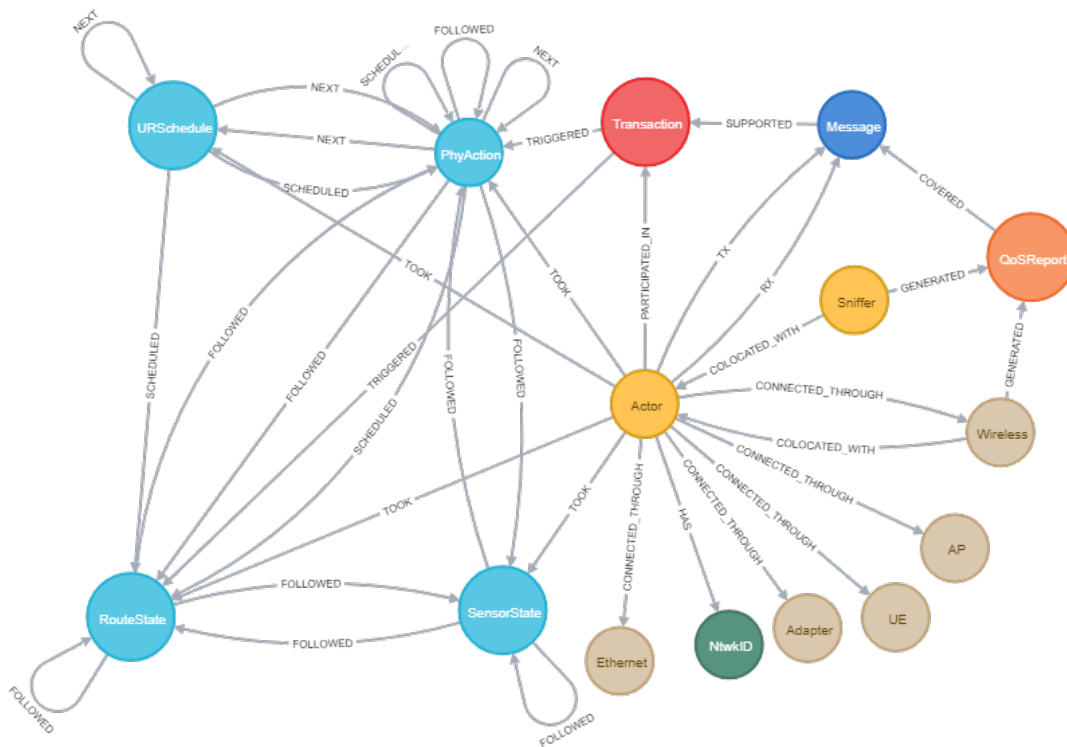 NEXT
FOLLOWED
SCHEDUL...
NEXT
URSchedule
NEXT
PhyAction
NEXT
TRIGGERED
Transaction
SUPPORTED
Message
SCHEDULED
COVERED
QoSReport
TOOK
TOOK
PARTICIPATED_IN
TX
RX
Sniffer
GENERATED
COLOCATED_WITH
GENERATED
SCHEDULED
FOLLOWED
FOLLOWED
TRIGGERED
SCHEDULED
FOLLOWED
FOLLOWED
Actor
CONNECTED_THROUGH
Wireless
COLOCATED_WITH
CONNECTED_THROUGH
AP
CONNECTED_THROUGH
UE
CONNECTED_THROUGH
Adapter
HAS
NtwkID
CONNECTED_THROUGH
Ethernet
TOOK
TOOK
RouteState
FOLLOWED
SensorState
FOLLOWED
FOLLOWED
FOLLOWED